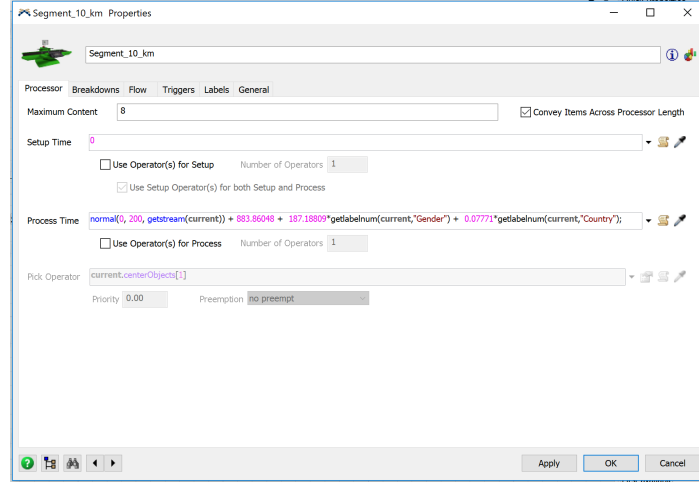 Segment_10_km Properties
Segment_10_km
Processor Breakdowns Flow Triggers Labels General
Maximum Content 8 Convey Items Across Processor Length
Setup Time 0
Use Operator(s) for Setup Number of Operators 1
Use Setup Operator(s) for both Setup and Process
Process Time normal(0, 200, getstream(current)) + 883.86048 + 187.18809*getlabelnum(current,"Gender") + 0.07771*getlabelnum(current,"Country");
Use Operator(s) for Process Number of Operators 1
Pick Operator current.centerObjects[1]
Priority 0.00 Preemption no preempt
Apply OK Cancel